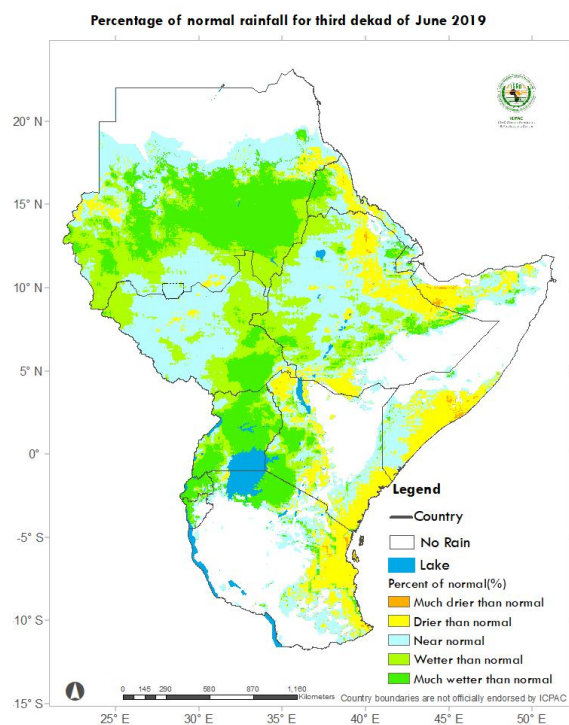 Percentage of normal rainfall for third dekad of June 2019
ICPAC
20° N
15° N
10° N
5° N
0°
-5° S
10° S
15° S
Legend
Country
No Rain
Lake
Percent of normal(%)
Much drier than normal
Drier than normal
Near normal
Wetter than normal
Much wetter than normal
0 145 290 580 870 1,160
Kilometers
Country boundaries are not officially endorsed by ICPAC
25° E 30° E 35° E 40° E 45° E 50° E